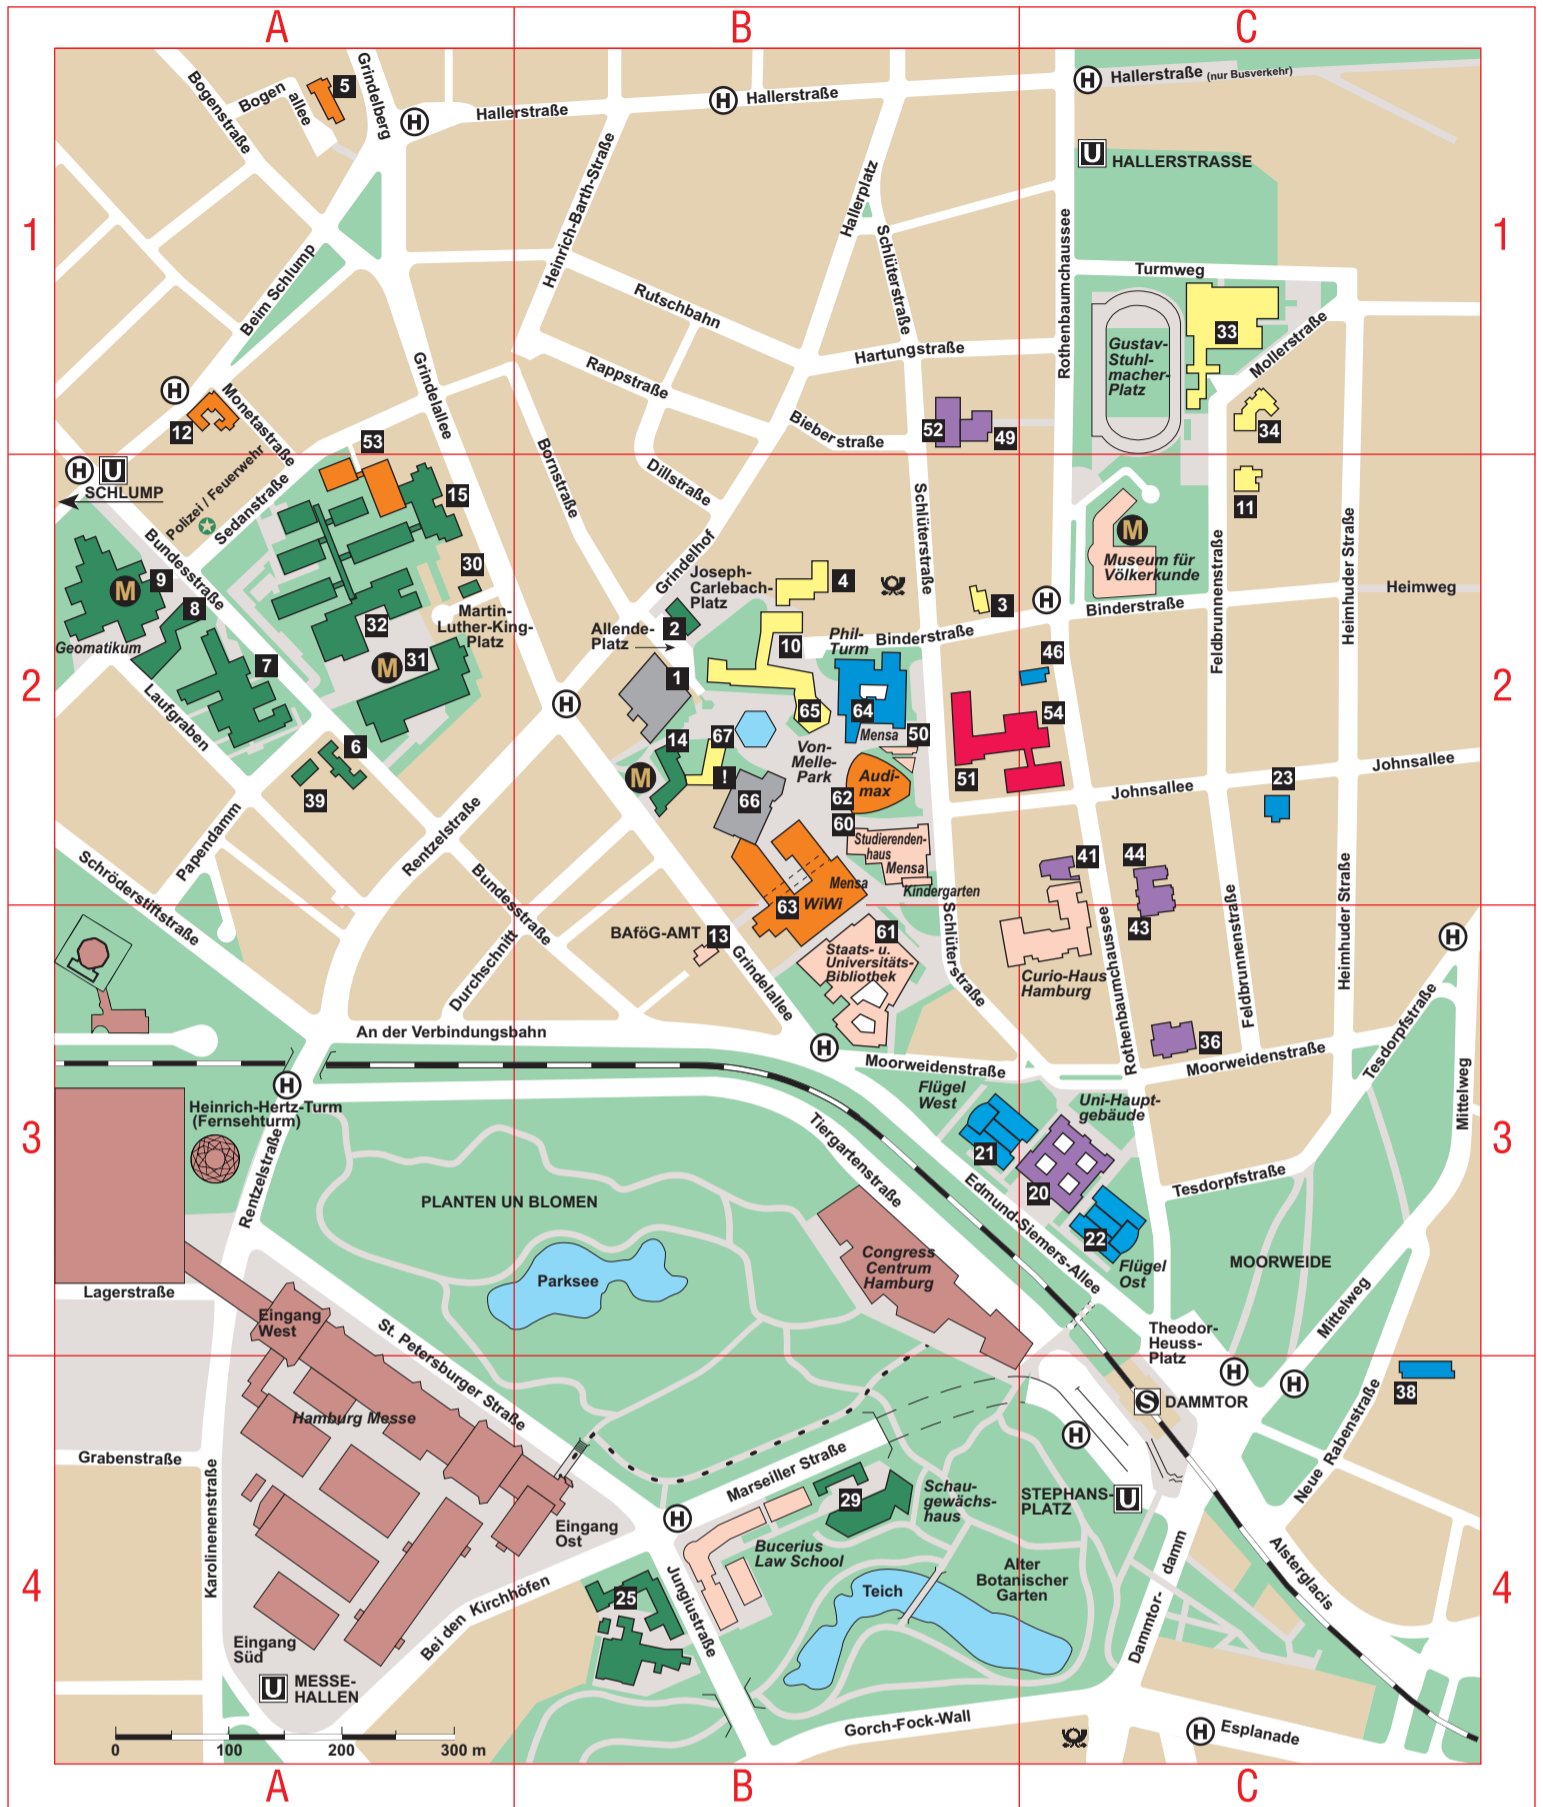 A
B
C
Bogenstraße
Bogen
allee
5
Grindelberg
H
Hallerstraße
H
Hallerstraße
H
Hallerstraße (nur Busverkehr)
U
HALLERSTRASSE
1
1
Heinrich-Barth-Straße
Hallerplatz
Schlüterstraße
Rothenbaumchaussee
Turmweg
Beim Schlump
Rutschbahn
Hartungstraße
Rappstraße
33
Gustav-
Stuhl-
macher-
Platz
Mollerstraße
Grindelallee
H
Monetastraße
12
Bieberstraße
52
49
34
53
H
U
SCHLUMP
Polizei / Feuerwehr
Sedanstraße
15
Bornstraße
Dillstraße
Schlüterstraße
11
M
Museum für
Völkerkunde
Feldbrunnenstraße
Heimhuder Straße
Heimweg
Bundesstraße
M
9
8
30
Grindelhof
Joseph-
Carlebach-
Platz
4
3
H
Binderstraße
Geomatikum
32
Martin-
Luther-King-
Platz
Allende-
Platz
2
10
Phil-
Turm
Binderstraße
46
M
31
7
1
2
2
H
65
64
Mensa
50
54
51
Laufgraben
6
39
14
67
M
!
66
Von-
Melle-
Park
Audi-
max
62
60
Johnsallee
Johnsallee
23
Papendamm
Rentzelstraße
Studierenden-
haus
Mensa
Kindergarten
41
44
43
Schröderstiftstraße
Bundesstraße
Mensa
63
WiWi
Schlüterstraße
Rothenbaumchaussee
Feldbrunnenstraße
Heimhuder Straße
H
BAföG-AMT
13
61
Staats- u.
Universitäts-
Bibliothek
Curio-Haus
Hamburg
Durchschnitt
Grindelallee
An der Verbindungsbahn
H
36
Moorweidenstraße
Moorweidenstraße
Tesdorpfstraße
Mittelweg
H
Heinrich-Hertz-Turm
(Fernsehturm)
Flügel
West
Uni-Haupt-
gebäude
3
3
Rentzelstraße
Tiergartenstraße
21
20
Tesdorpfstraße
PLANTEN UN BLOMEN
Edmund-Siemers-Allee
22
Flügel
Ost
MOORWEIDE
Congress
Centrum
Hamburg
Parksee
Lagerstraße
Eingang
West
St. Petersburger Straße
Mittelweg
Theodor-
Heuss-
Platz
H
H
38
S
DAMMTOR
Hamburg Messe
H
Grabenstraße
Marseiller Straße
Neue Rabenstraße
29
Schau-
gewächs-
haus
STEPHANS-
PLATZ
U
H
Eingang
Ost
Bucerius
Law School
Karolinenstraße
Alter
Botanischer
Garten
Teich
Alsterglacis
4
4
25
Jungiustraße
Bei den Kirchhöfen
Dammtor-
damm
Eingang
Süd
U
MESSE-
HALLEN
Gorch-Fock-Wall
H
Esplanade
0
100
200
300 m
A
B
C